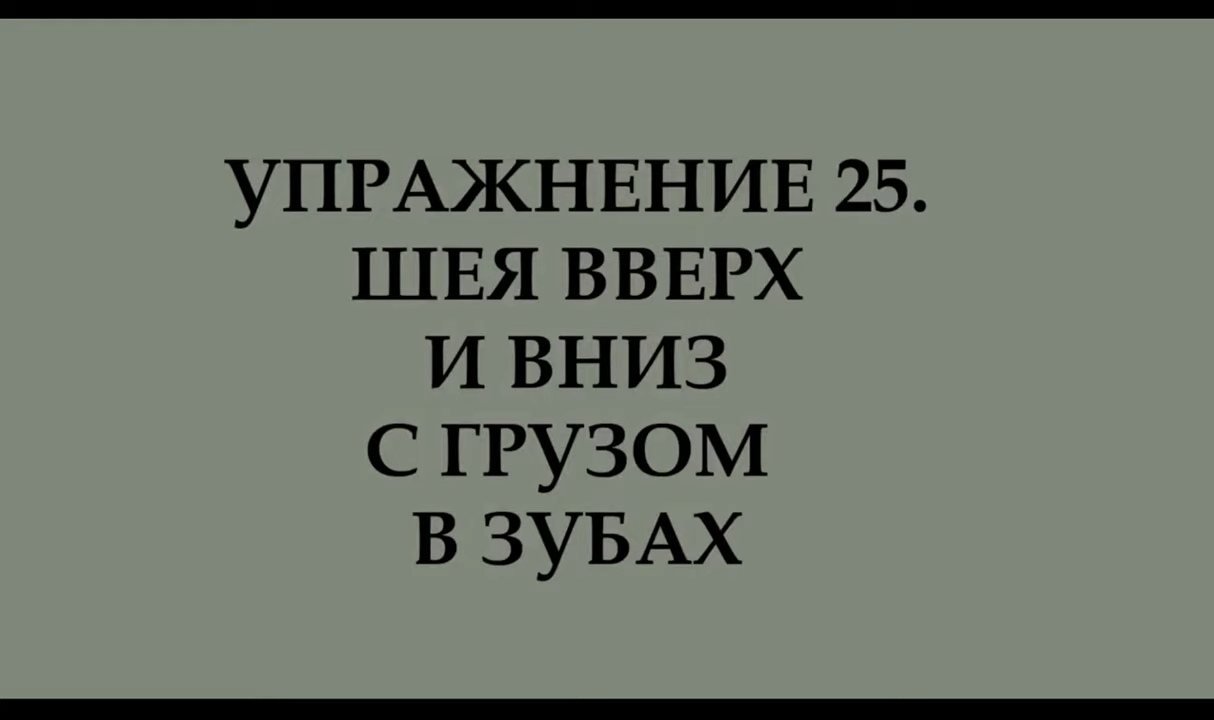 УПРАЖНЕНИЕ 25.
ШЕЯ ВВЕРХ
И ВНИЗ
С ГРУЗОМ
В ЗУБАХ